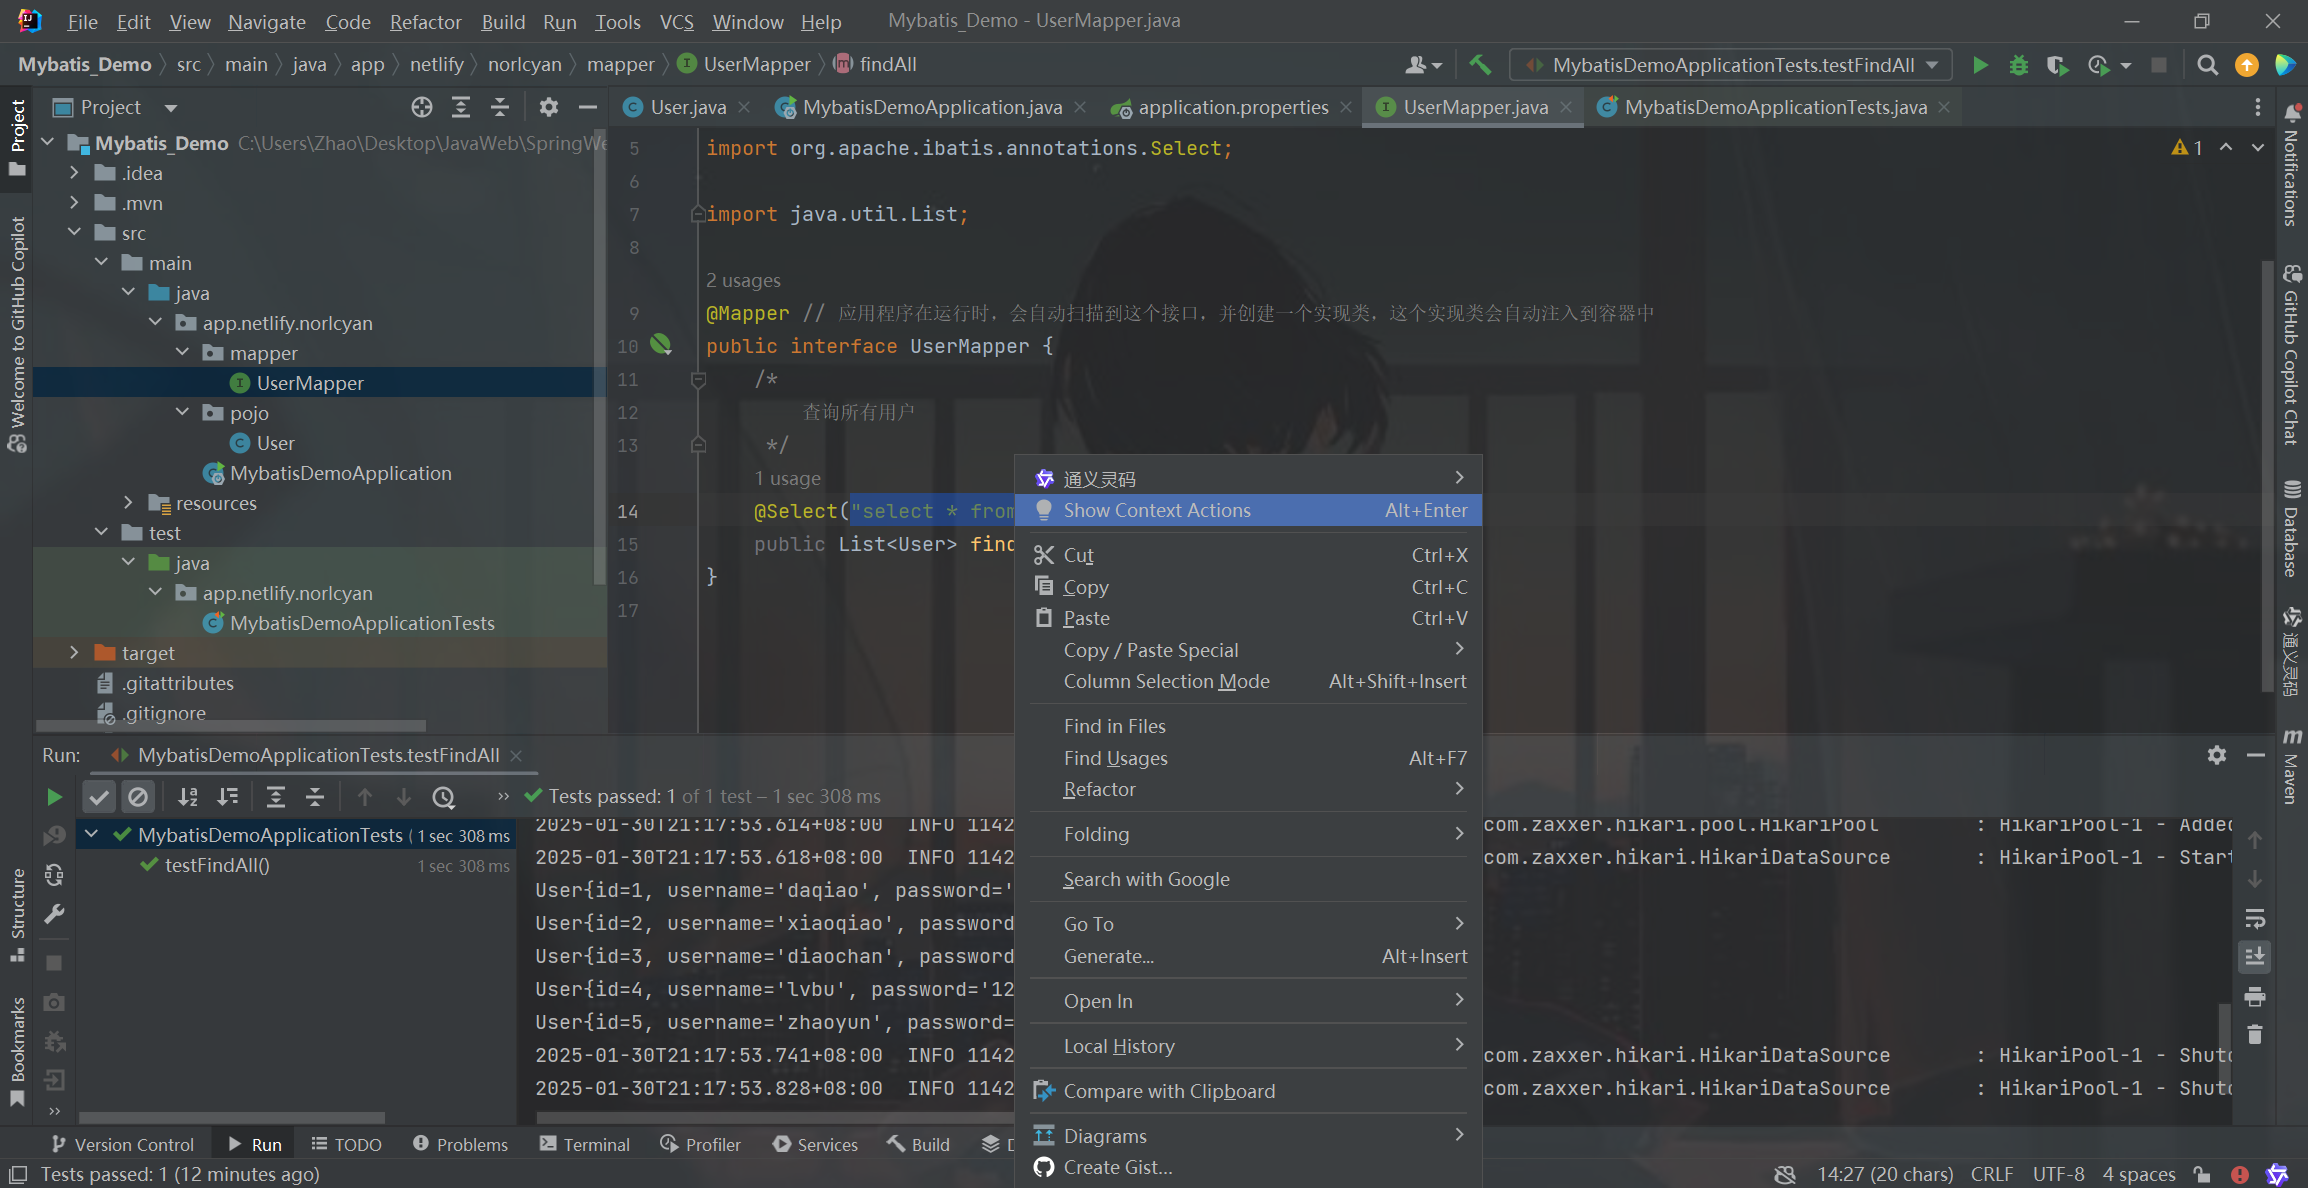 File Edit View Navigate Code Refactor Build Run Tools VCS Window Help Mybatis_Demo - UserMapper.java
Mybatis_Demo src main java app netlify norlcyan mapper UserMapper findAll MybatisDemoApplicationTests.testFindAll
Project
User.java MybatisDemoApplication.java application.properties UserMapper.java MybatisDemoApplicationTests.java
Project
Welcome to GitHub Copilot
Structure
Bookmarks
Mybatis_Demo C:\Users\Zhao\Desktop\JavaWeb\SpringWe
.idea
.mvn
src
main
java
app.netlify.norlcyan
mapper
UserMapper
pojo
User
MybatisDemoApplication
resources
test
java
app.netlify.norlcyan
MybatisDemoApplicationTests
target
.gitattributes
.gitignore
5 import org.apache.ibatis.annotations.Select;
1
6
7 import java.util.List;
8
2 usages
9 @Mapper // 应用程序在运行时，会自动扫描到这个接口，并创建一个实现类，这个实现类会自动注入到容器中
10 public interface UserMapper {
11 /*
12 查询所有用户
13 */
1 usage
14 @Select("select * from
15 public List<User> find
16 }
17
通义灵码
Show Context Actions Alt+Enter
Cut Ctrl+X
Copy Ctrl+C
Paste Ctrl+V
Copy / Paste Special
Column Selection Mode Alt+Shift+Insert
Find in Files
Find Usages Alt+F7
Refactor
Folding
Search with Google
Go To
Generate... Alt+Insert
Open In
Local History
Compare with Clipboard
Diagrams
Create Gist...
Notifications
GitHub Copilot Chat
Database
通义灵码
Maven
Run: MybatisDemoApplicationTests.testFindAll
Tests passed: 1 of 1 test – 1 sec 308 ms
MybatisDemoApplicationTests ( 1 sec 308 ms
testFindAll() 1 sec 308 ms
2025-01-30T21:17:53.614+08:00 INFO 1142 com.zaxxer.hikari.pool.HikariPool : HikariPool-1 - Added
2025-01-30T21:17:53.618+08:00 INFO 1142 com.zaxxer.hikari.HikariDataSource : HikariPool-1 - Star
User{id=1, username='daqiao', password='
User{id=2, username='xiaoqiao', password
User{id=3, username='diaochan', password
User{id=4, username='lvbu', password='12
User{id=5, username='zhaoyun', password=
2025-01-30T21:17:53.741+08:00 INFO 1142 com.zaxxer.hikari.HikariDataSource : HikariPool-1 - Shut
2025-01-30T21:17:53.828+08:00 INFO 1142 com.zaxxer.hikari.HikariDataSource : HikariPool-1 - Shut
Version Control Run TODO Problems Terminal Profiler Services Build D
Tests passed: 1 (12 minutes ago) 14:27 (20 chars) CRLF UTF-8 4 spaces